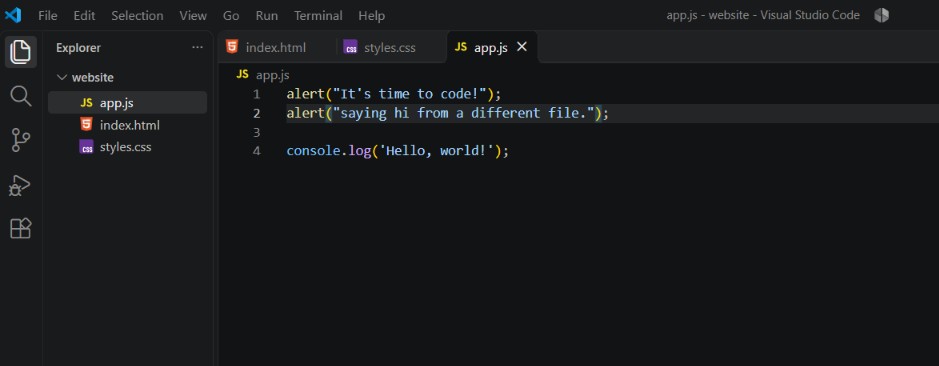 File Edit Selection View Go Run Terminal Help
app.js - website - Visual Studio Code
Explorer
website
JS app.js
index.html
CSS styles.css
index.html
CSS styles.css
JS app.js
JS app.js
1 alert("It's time to code!");
2 alert("saying hi from a different file.");
3
4 console.log('Hello, world!');